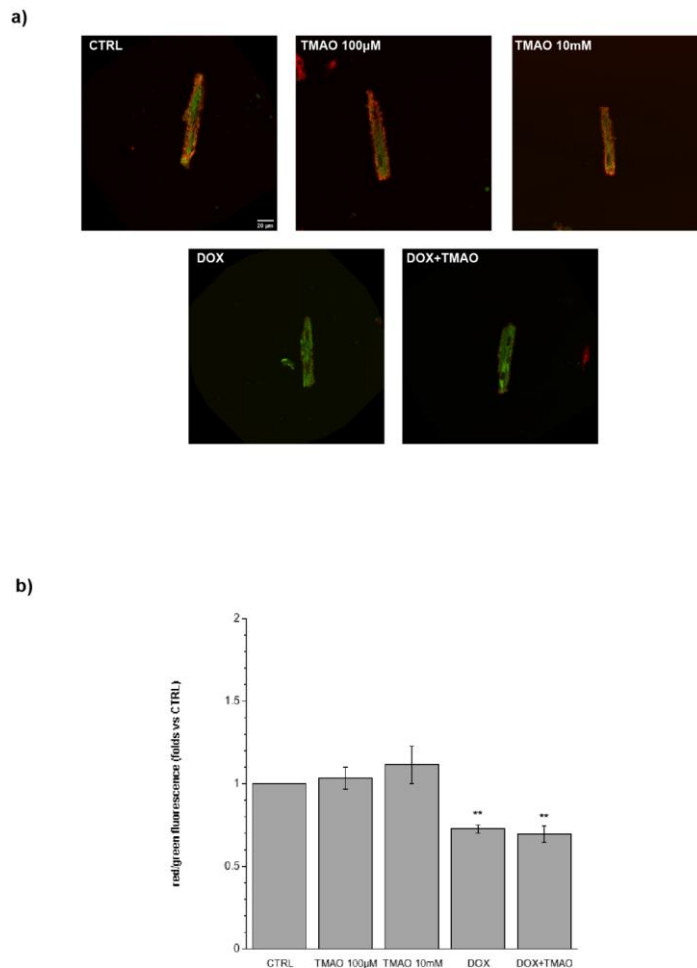 a)
CTRL
TMAO 100µM
TMAO 10mM
20 µm
DOX
DOX+TMAO
b)
red/green fluorescence (folds vs CTRL)
2
1.5
1
0.5
0
**
**
CTRL
TMAO 100µM
TMAO 10mM
DOX
DOX+TMAO